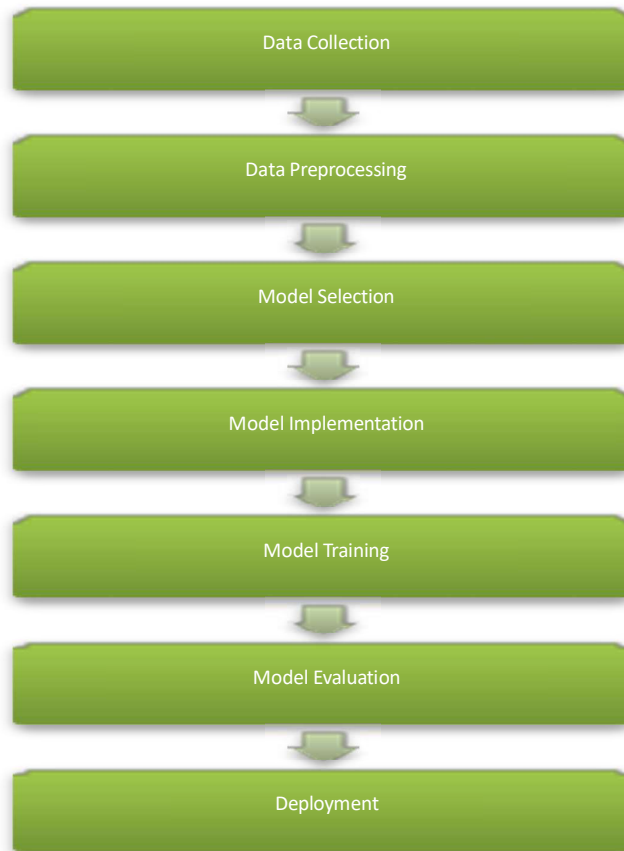 Data Collection
Data Preprocessing
Model Selection
Model Implementation
Model Training
Model Evaluation
Deployment